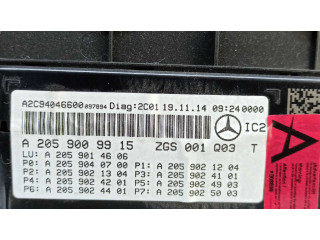 A2C94046600097894 Diag:2C01 19.11.14 09:240000
IC2
A 205 900 99 15 ZGS 001 Q03 T
LU: A 205 901 46 06
P0: A 205 904 07 00 P1: A 205 902 12 04
P2: A 205 902 13 04 P3: A 205 902 41 01
P4: A 205 902 42 01 P5: A 205 902 49 03
P6: A 205 902 44 01 P7: A 205 902 50 03
A